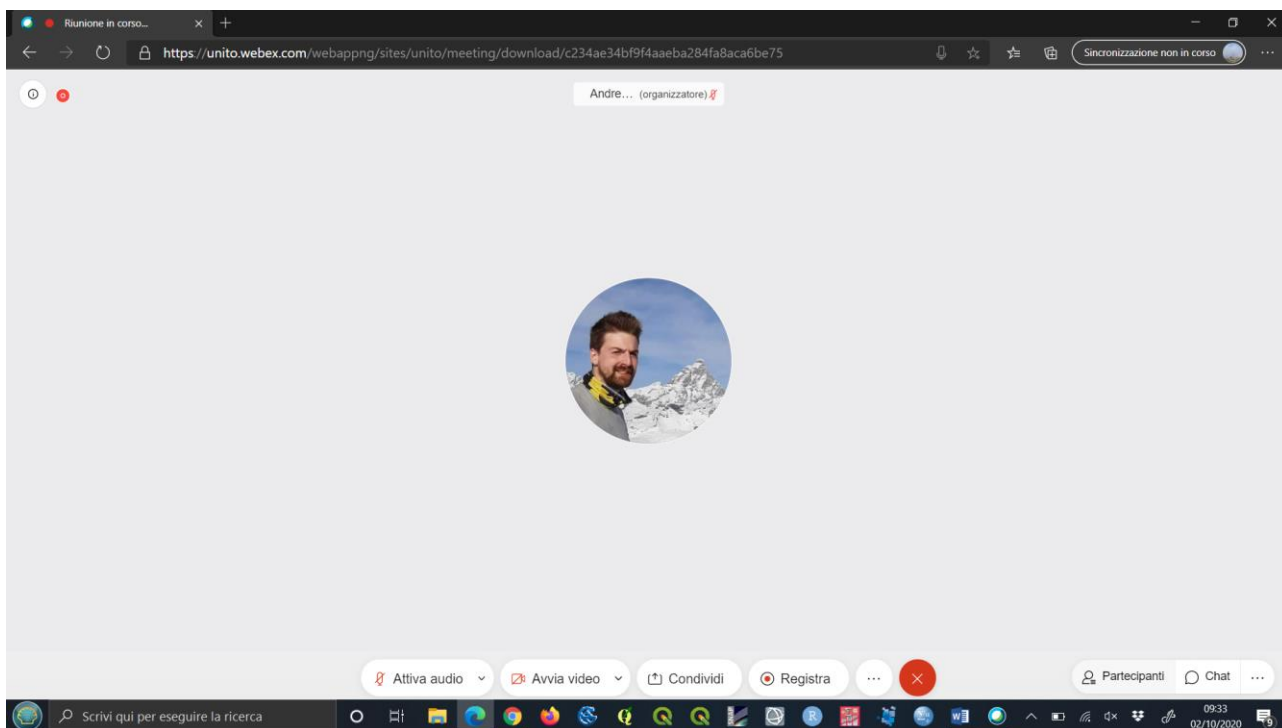 Riunione in corso...
https://unito.webex.com/webappng/sites/unito/meeting/download/c234ae34bf9f4aaeba284fa8aca6be75
Sincronizzazione non in corso
Andre... (organizzatore)
Attiva audio
Avvia video
Condividi
Registra
Partecipanti
Chat
Scrivi qui per eseguire la ricerca
09:33
02/10/2020